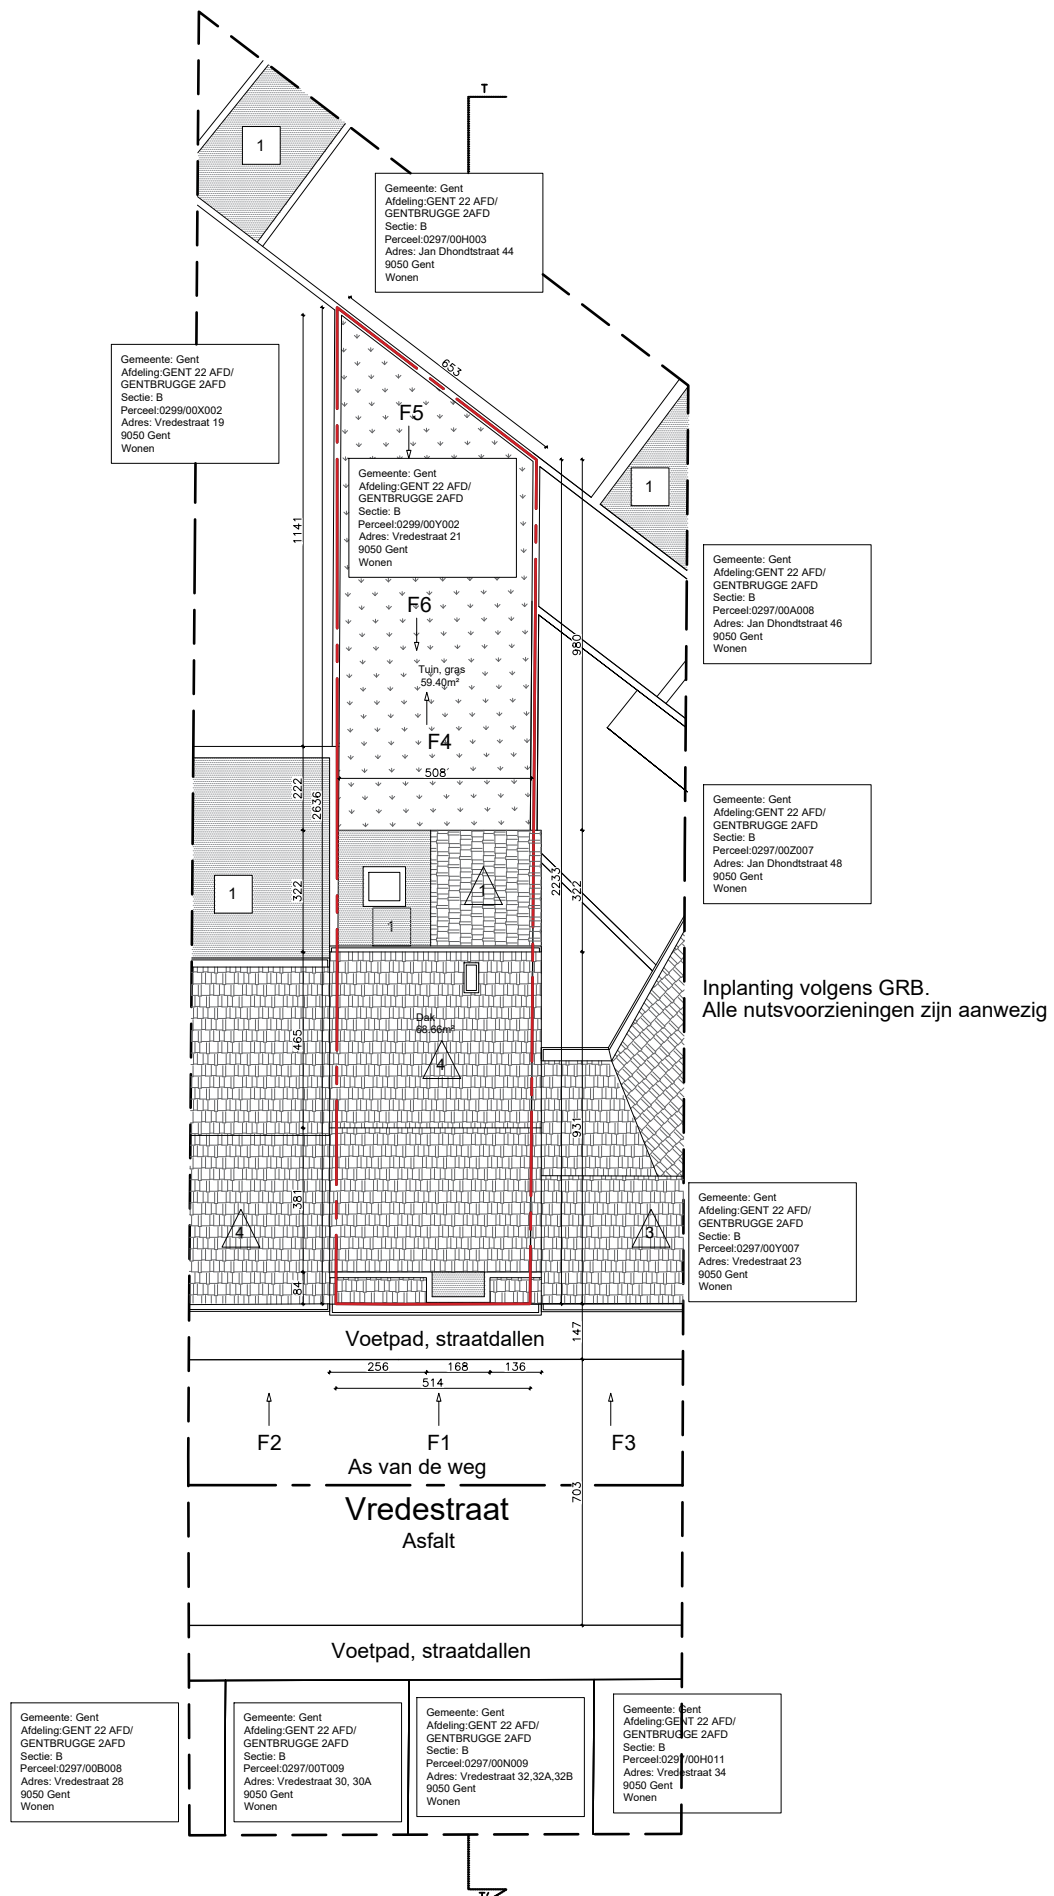 T
1
Gemeente: Gent
Afdeling:GENT 22 AFD/
GENTBRUGGE 2AFD
Sectie: B
Perceel:0297/00H003
Adres: Jan Dhondtstraat 44
9050 Gent
Wonen
653
Gemeente: Gent
Afdeling:GENT 22 AFD/
GENTBRUGGE 2AFD
Sectie: B
Perceel:0299/00X002
Adres: Vredestraat 19
9050 Gent
Wonen
F5
Gemeente: Gent
Afdeling:GENT 22 AFD/
GENTBRUGGE 2AFD
Sectie: B
Perceel:0299/00Y002
Adres: Vredestraat 21
9050 Gent
Wonen
1
1141
Gemeente: Gent
Afdeling:GENT 22 AFD/
GENTBRUGGE 2AFD
Sectie: B
Perceel:0297/00A008
Adres: Jan Dhondtstraat 46
9050 Gent
Wonen
F6
980
Tuin, gras
59.40m²
F4
508
222
2636
Gemeente: Gent
Afdeling:GENT 22 AFD/
GENTBRUGGE 2AFD
Sectie: B
Perceel:0297/00Z007
Adres: Jan Dhondtstraat 48
9050 Gent
Wonen
1
322
1
1
2233
322
Inplanting volgens GRB.
Alle nutsvoorzieningen zijn aanwezig
Dak
68.66m²
4
465
931
381
4
3
Gemeente: Gent
Afdeling:GENT 22 AFD/
GENTBRUGGE 2AFD
Sectie: B
Perceel:0297/00Y007
Adres: Vredestraat 23
9050 Gent
Wonen
84
Voetpad, straatdallen
147
256 168 136
514
F2 F1 F3
As van de weg
703
Vredestraat
Asfalt
Voetpad, straatdallen
Gemeente: Gent
Afdeling:GENT 22 AFD/
GENTBRUGGE 2AFD
Sectie: B
Perceel:0297/00B008
Adres: Vredestraat 28
9050 Gent
Wonen
Gemeente: Gent
Afdeling:GENT 22 AFD/
GENTBRUGGE 2AFD
Sectie: B
Perceel:0297/00T009
Adres: Vredestraat 30, 30A
9050 Gent
Wonen
Gemeente: Gent
Afdeling:GENT 22 AFD/
GENTBRUGGE 2AFD
Sectie: B
Perceel:0297/00N009
Adres: Vredestraat 32,32A,32B
9050 Gent
Wonen
Gemeente: Gent
Afdeling:GENT 22 AFD/
GENTBRUGGE 2AFD
Sectie: B
Perceel:0297/00H011
Adres: Vredestraat 34
9050 Gent
Wonen
T'